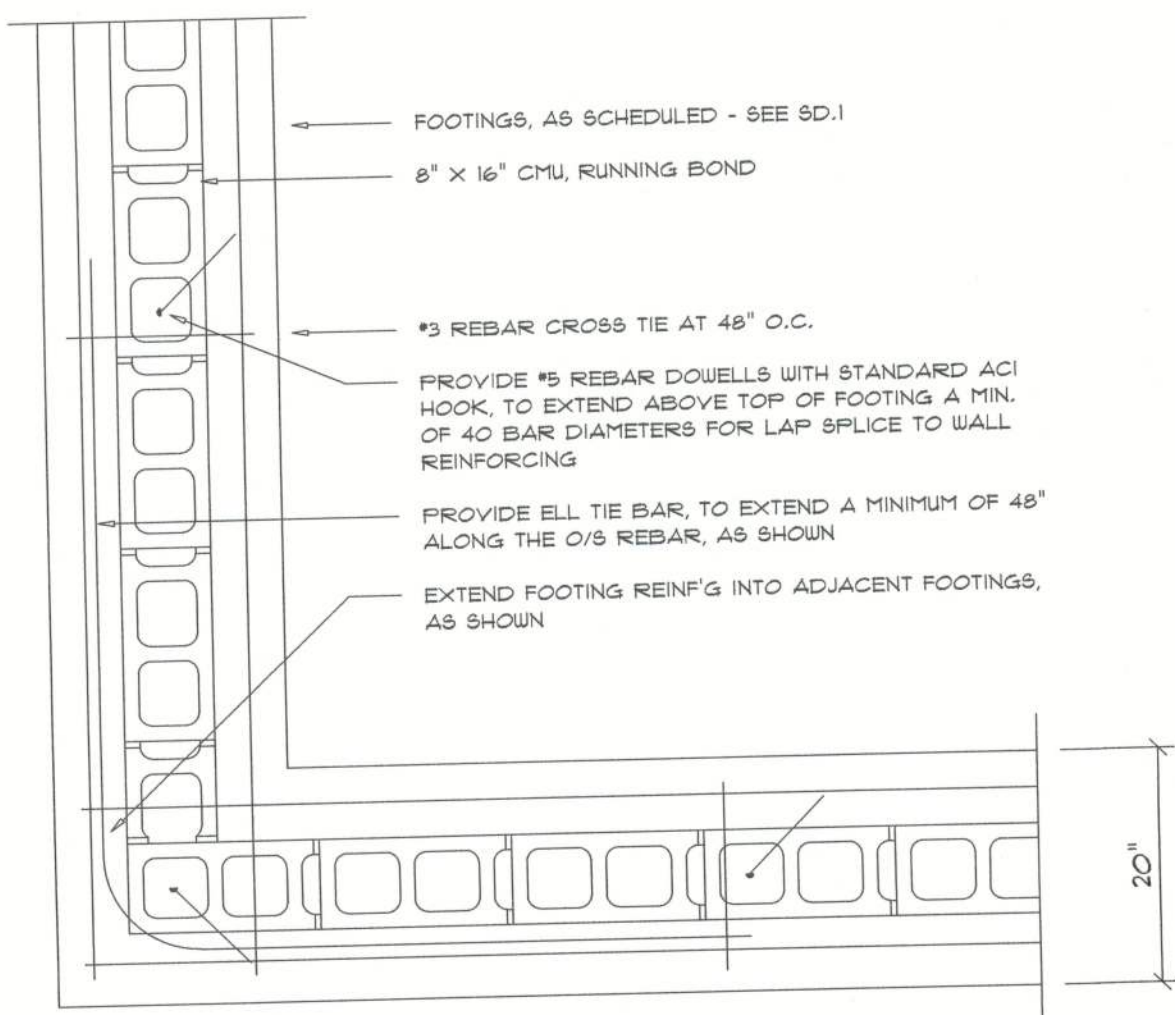 FOOTINGS, AS SCHEDULED - SEE SD.1
8" X 16" CMU, RUNNING BOND
#3 REBAR CROSS TIE AT 48" O.C.
PROVIDE #5 REBAR DOWELLS WITH STANDARD ACI
HOOK, TO EXTEND ABOVE TOP OF FOOTING A MIN.
OF 40 BAR DIAMETERS FOR LAP SPLICE TO WALL
REINFORCING
PROVIDE ELL TIE BAR, TO EXTEND A MINIMUM OF 48"
ALONG THE O/S REBAR, AS SHOWN
EXTEND FOOTING REINF'G INTO ADJACENT FOOTINGS,
AS SHOWN
20"